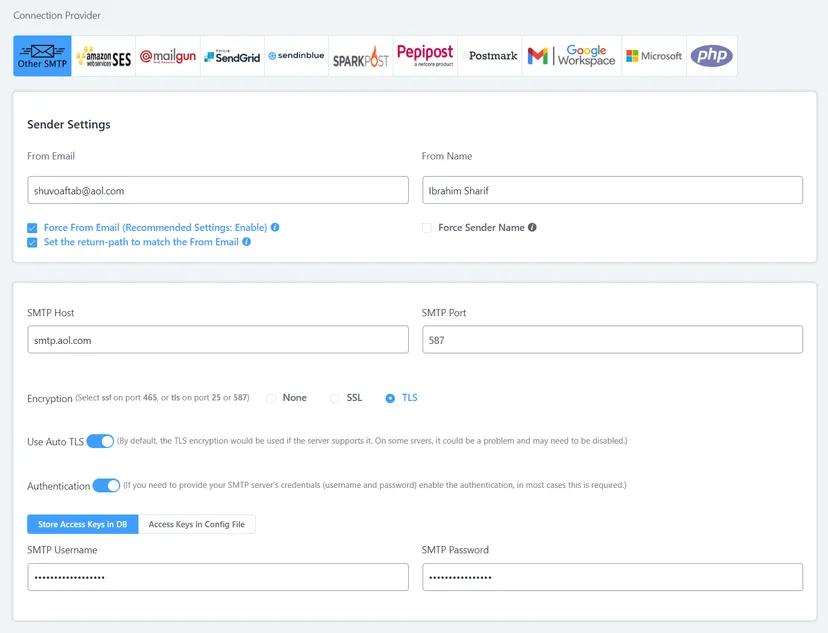 Connection Provider
Other SMTP
amazon webservices SES
@mailgun
SendGrid
sendinblue
SPARKPOST
Pepipost
a netcore product
Postmark
Google Workspace
Microsoft
php
Sender Settings
From Email
From Name
shuvoaftab@aol.com
Ibrahim Sharif
Force From Email (Recommended Settings: Enable)
Force Sender Name
Set the return-path to match the From Email
SMTP Host
SMTP Port
smtp.aol.com
587
Encryption (Select ssl on port 465, or tls on port 25 or 587) None SSL TLS
Use Auto TLS (By default, the TLS encryption would be used if the server supports it. On some srvers, it could be a problem and may need to be disabled.)
Authentication (If you need to provide your SMTP server's credentials (username and password) enable the authentication, in most cases this is required.)
Store Access Keys in DB
Access Keys in Config File
SMTP Username
SMTP Password
••••••••••••••••••
••••••••••••••••